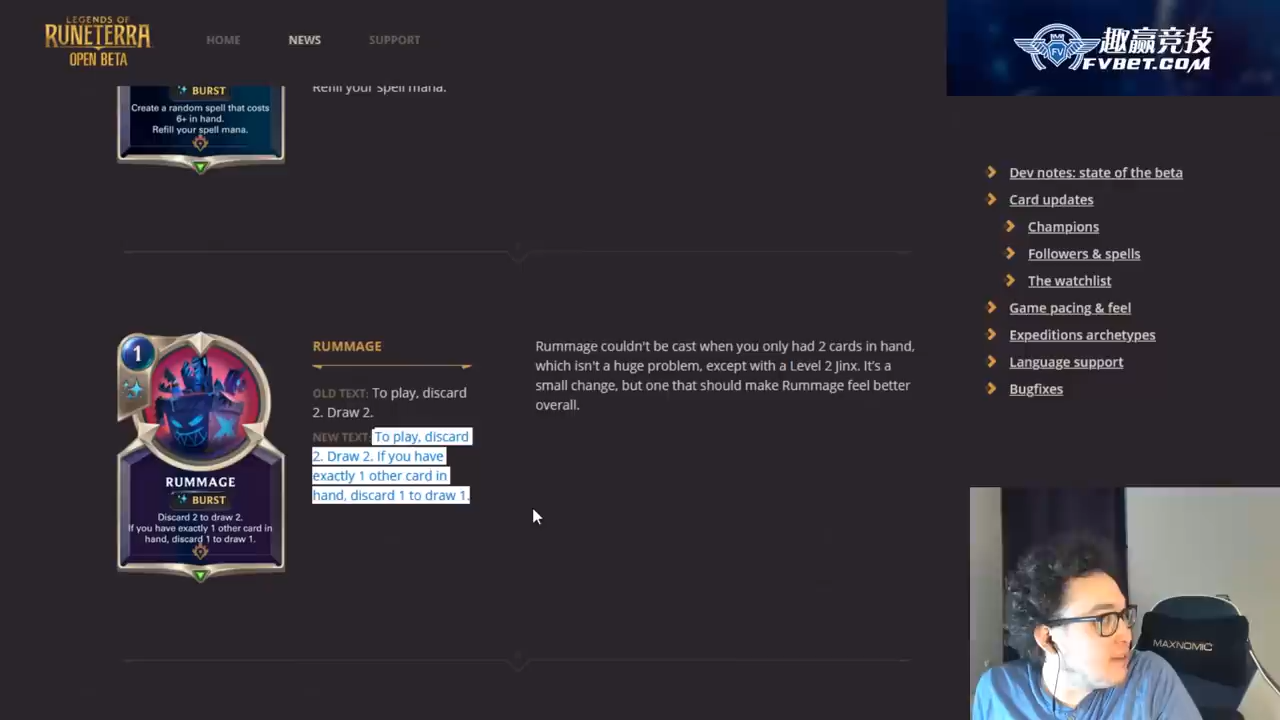 LEGENDS OF
RUNETERRA
OPEN BETA
HOME
NEWS
SUPPORT
趣赢竞技
FV
FVBET.COM
BURST
Create a random spell that costs
6+ in hand.
Refill your spell mana.
Refill your spell mana.
Dev notes: state of the beta
Card updates
Champions
Followers & spells
The watchlist
Game pacing & feel
Expeditions archetypes
Language support
Bugfixes
1
RUMMAGE
BURST
Discard 2 to draw 2.
If you have exactly 1 other card in
hand, discard 1 to draw 1.
RUMMAGE
OLD TEXT: To play, discard
2. Draw 2.
NEW TEXT: To play, discard
2. Draw 2. If you have
exactly 1 other card in
hand, discard 1 to draw 1.
Rummage couldn't be cast when you only had 2 cards in hand,
which isn't a huge problem, except with a Level 2 Jinx. It's a
small change, but one that should make Rummage feel better
overall.
MAXNOMIC